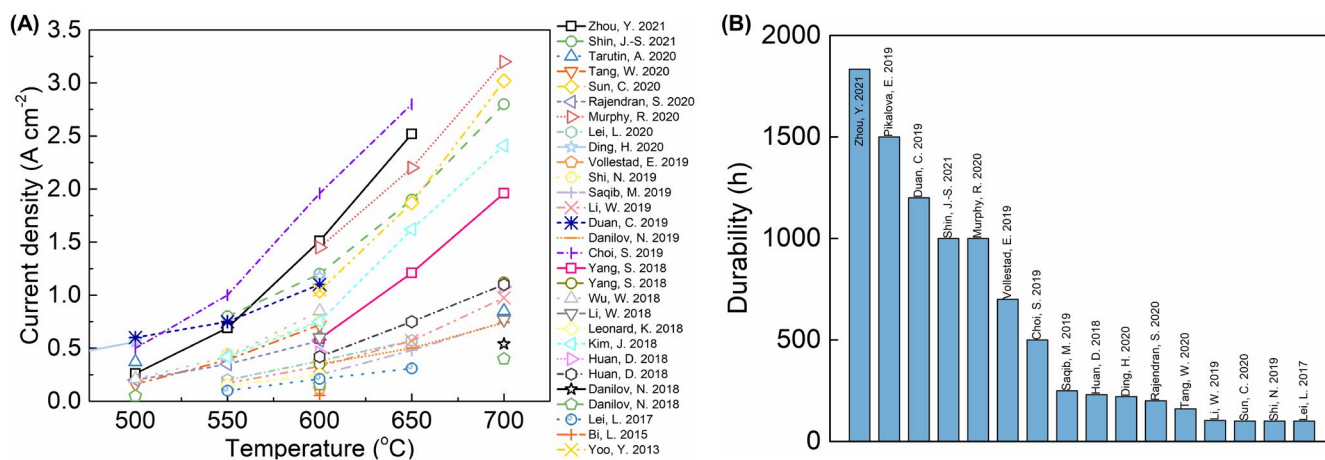 (A)
3.5
3.0
2.5
2.0
1.5
1.0
0.5
0.0
Current density (A cm⁻²)
500
550
600
650
700
Temperature (°C)
Zhou, Y. 2021
Shin, J.-S. 2021
Tarutin, A. 2020
Tang, W. 2020
Sun, C. 2020
Rajendran, S. 2020
Murphy, R. 2020
Lei, L. 2020
Ding, H. 2020
Vollestad, E. 2019
Shi, N. 2019
Saqib, M. 2019
Li, W. 2019
Duan, C. 2019
Danilov, N. 2019
Choi, S. 2019
Yang, S. 2018
Yang, S. 2018
Wu, W. 2018
Li, W. 2018
Leonard, K. 2018
Kim, J. 2018
Huan, D. 2018
Huan, D. 2018
Danilov, N. 2018
Danilov, N. 2018
Lei, L. 2017
Bi, L. 2015
Yoo, Y. 2013
(B)
2000
1500
1000
500
0
Durability (h)
Zhou, Y. 2021
Pikalova, E. 2019
Duan, C. 2019
Shin, J.-S. 2021
Murphy, R. 2020
Vollestad, E. 2019
Choi, S. 2019
Saqib, M. 2019
Huan, D. 2018
Ding, H. 2020
Rajendran, S. 2020
Tang, W. 2020
Li, W. 2019
Sun, C. 2020
Shi, N. 2019
Lei, L. 2017